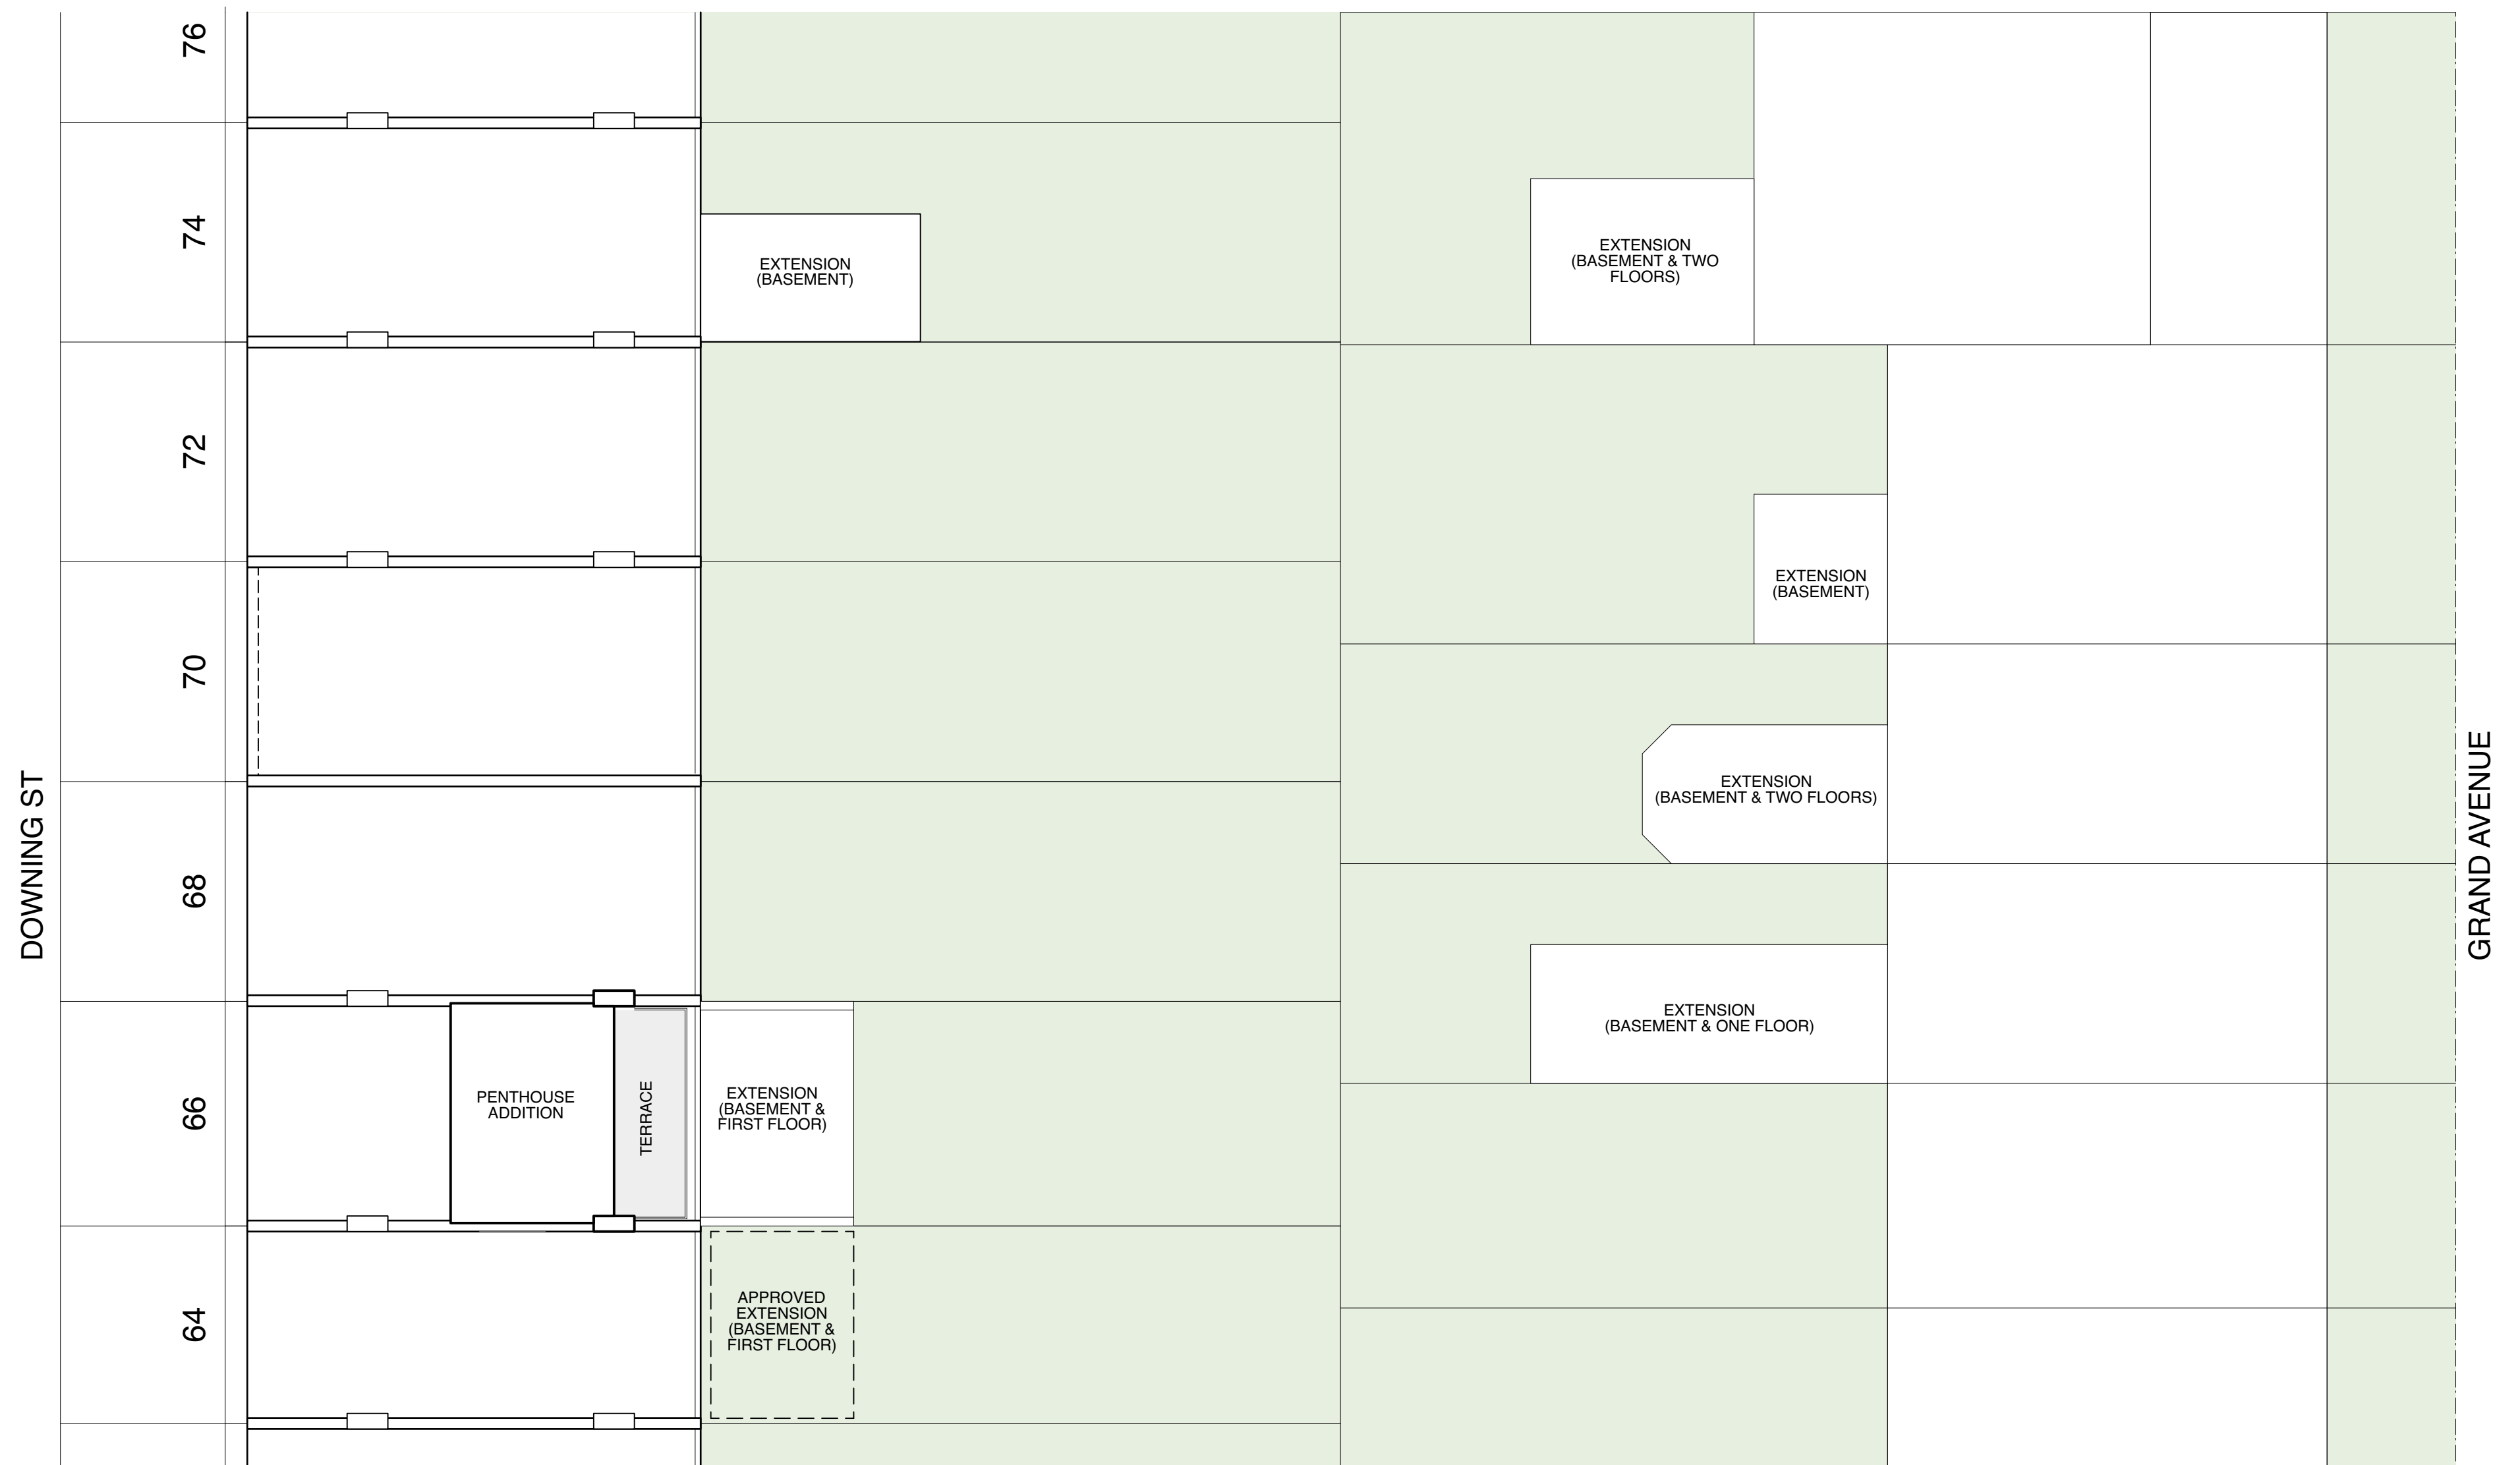 76
74
72
70
68
66
64
DOWNING ST
EXTENSION
(BASEMENT)
PENTHOUSE
ADDITION
TERRACE
EXTENSION
(BASEMENT &
FIRST FLOOR)
APPROVED
EXTENSION
(BASEMENT &
FIRST FLOOR)
EXTENSION
(BASEMENT & TWO
FLOORS)
EXTENSION
(BASEMENT)
EXTENSION
(BASEMENT & TWO FLOORS)
EXTENSION
(BASEMENT & ONE FLOOR)
GRAND AVENUE